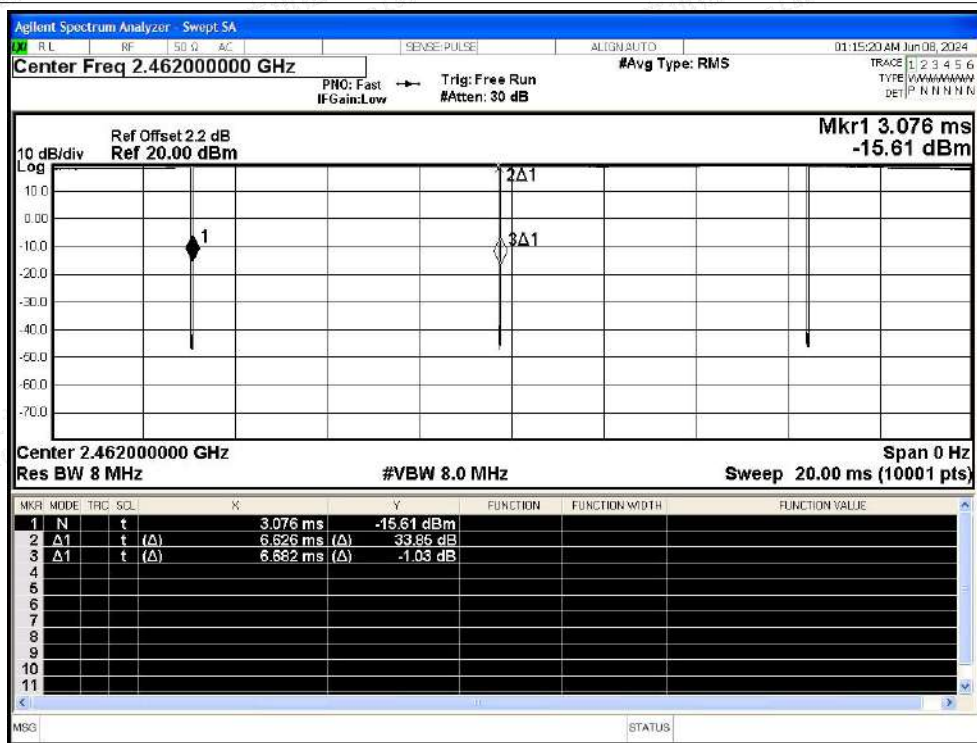 Agilent Spectrum Analyzer - Swept SA
LXI RL RF 50 Ω AC SENSE:PULSE ALIGN AUTO 01:15:20 AM Jun 08, 2024
Center Freq 2.462000000 GHz #Avg Type: RMS TRACE 1 2 3 4 5 6
PNO: Fast Trig: Free Run TYPE WWWWWW
IFGain:Low #Atten: 30 dB DET P N N N N N
Ref Offset 2.2 dB Mkr1 3.076 ms
10 dB/div Ref 20.00 dBm -15.61 dBm
Log
2Δ1
10.0
0.00
1 3Δ1
-10.0
-20.0
-30.0
-40.0
-50.0
-60.0
-70.0
Center 2.462000000 GHz Span 0 Hz
Res BW 8 MHz #VBW 8.0 MHz Sweep 20.00 ms (10001 pts)
MKR MODE TRC SCL X Y FUNCTION FUNCTION WIDTH FUNCTION VALUE
1 N t 3.076 ms -15.61 dBm
2 Δ1 t (Δ) 6.626 ms (Δ) 33.85 dB
3 Δ1 t (Δ) 6.682 ms (Δ) -1.03 dB
4
5
6
7
8
9
10
11
MSG STATUS